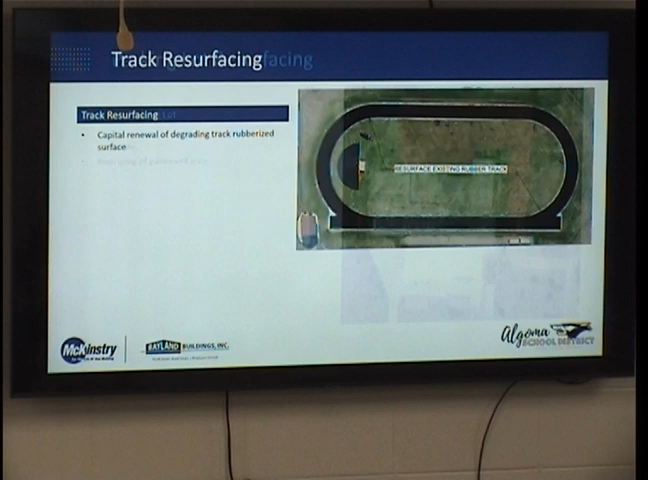 Track Resurfacing
Track Resurfacing
• Capital renewal of degrading track rubberized
surface
RESURFACE EXISTING RUBBER TRACK
McKinstry
BAYLAND BUILDINGS, INC.
Algoma
SCHOOL DISTRICT